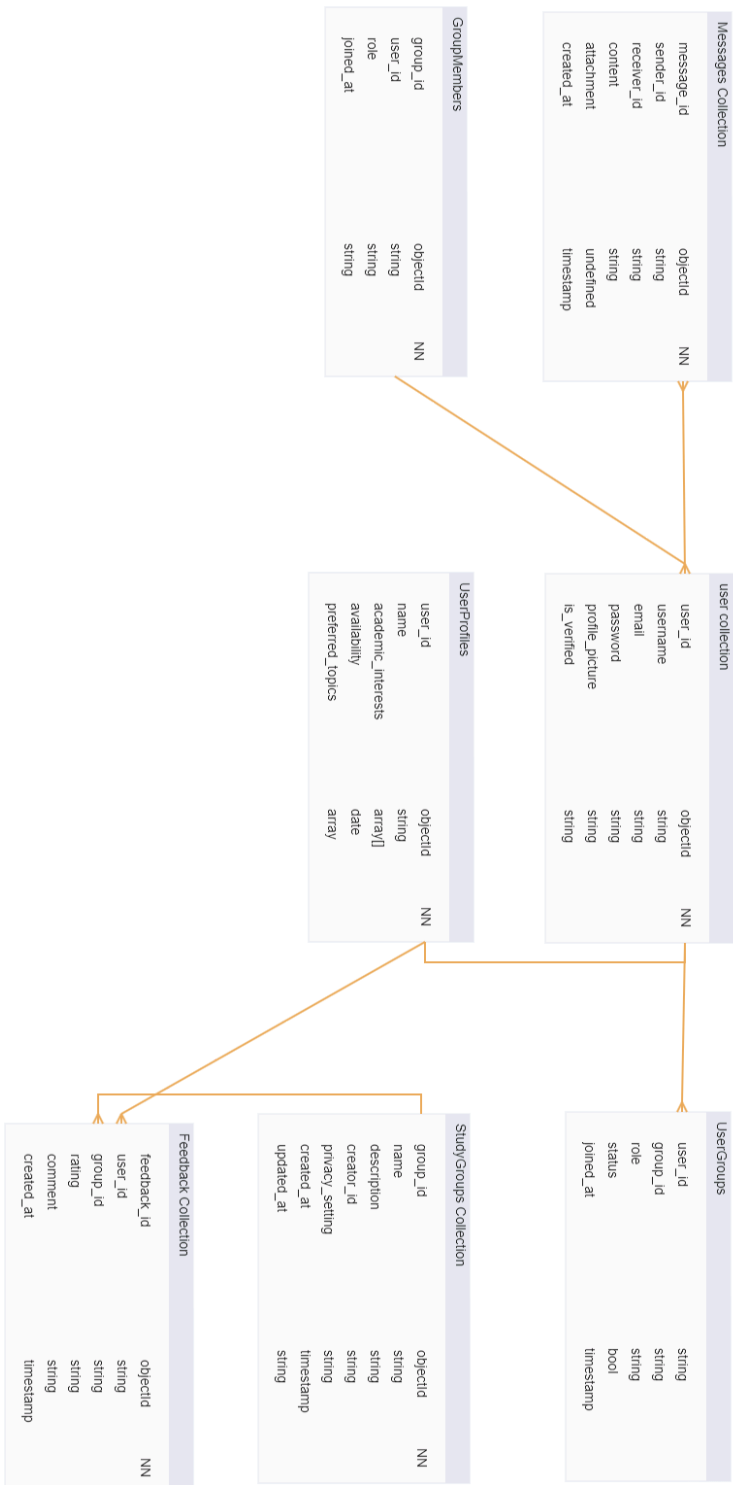 Messages Collection
message_id objectId NN
sender_id string
receiver_id string
content string
attachment undefined
created_at timestamp
user collection
user_id objectId NN
username string
email string
password string
profile_picture string
is_verified string
UserGroups
user_id string
group_id string
role string
status bool
joined_at timestamp
GroupMembers
group_id objectId NN
user_id string
role string
joined_at string
UserProfiles
user_id objectId NN
name string
academic_interests array[]
availability date
preferred_topics array
StudyGroups Collection
group_id objectId NN
name string
description string
creator_id string
privacy_setting string
created_at timestamp
updated_at string
Feedback Collection
feedback_id objectId NN
user_id string
group_id string
rating string
comment string
created_at timestamp